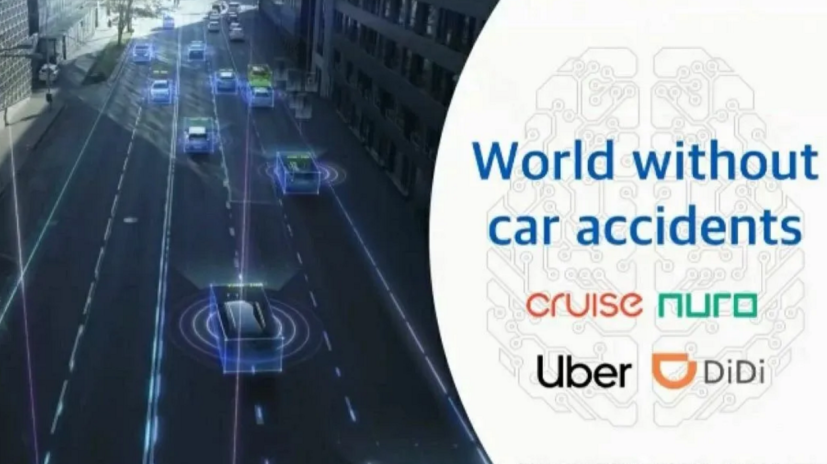 World without
car accidents
cruise nuro
Uber DiDi